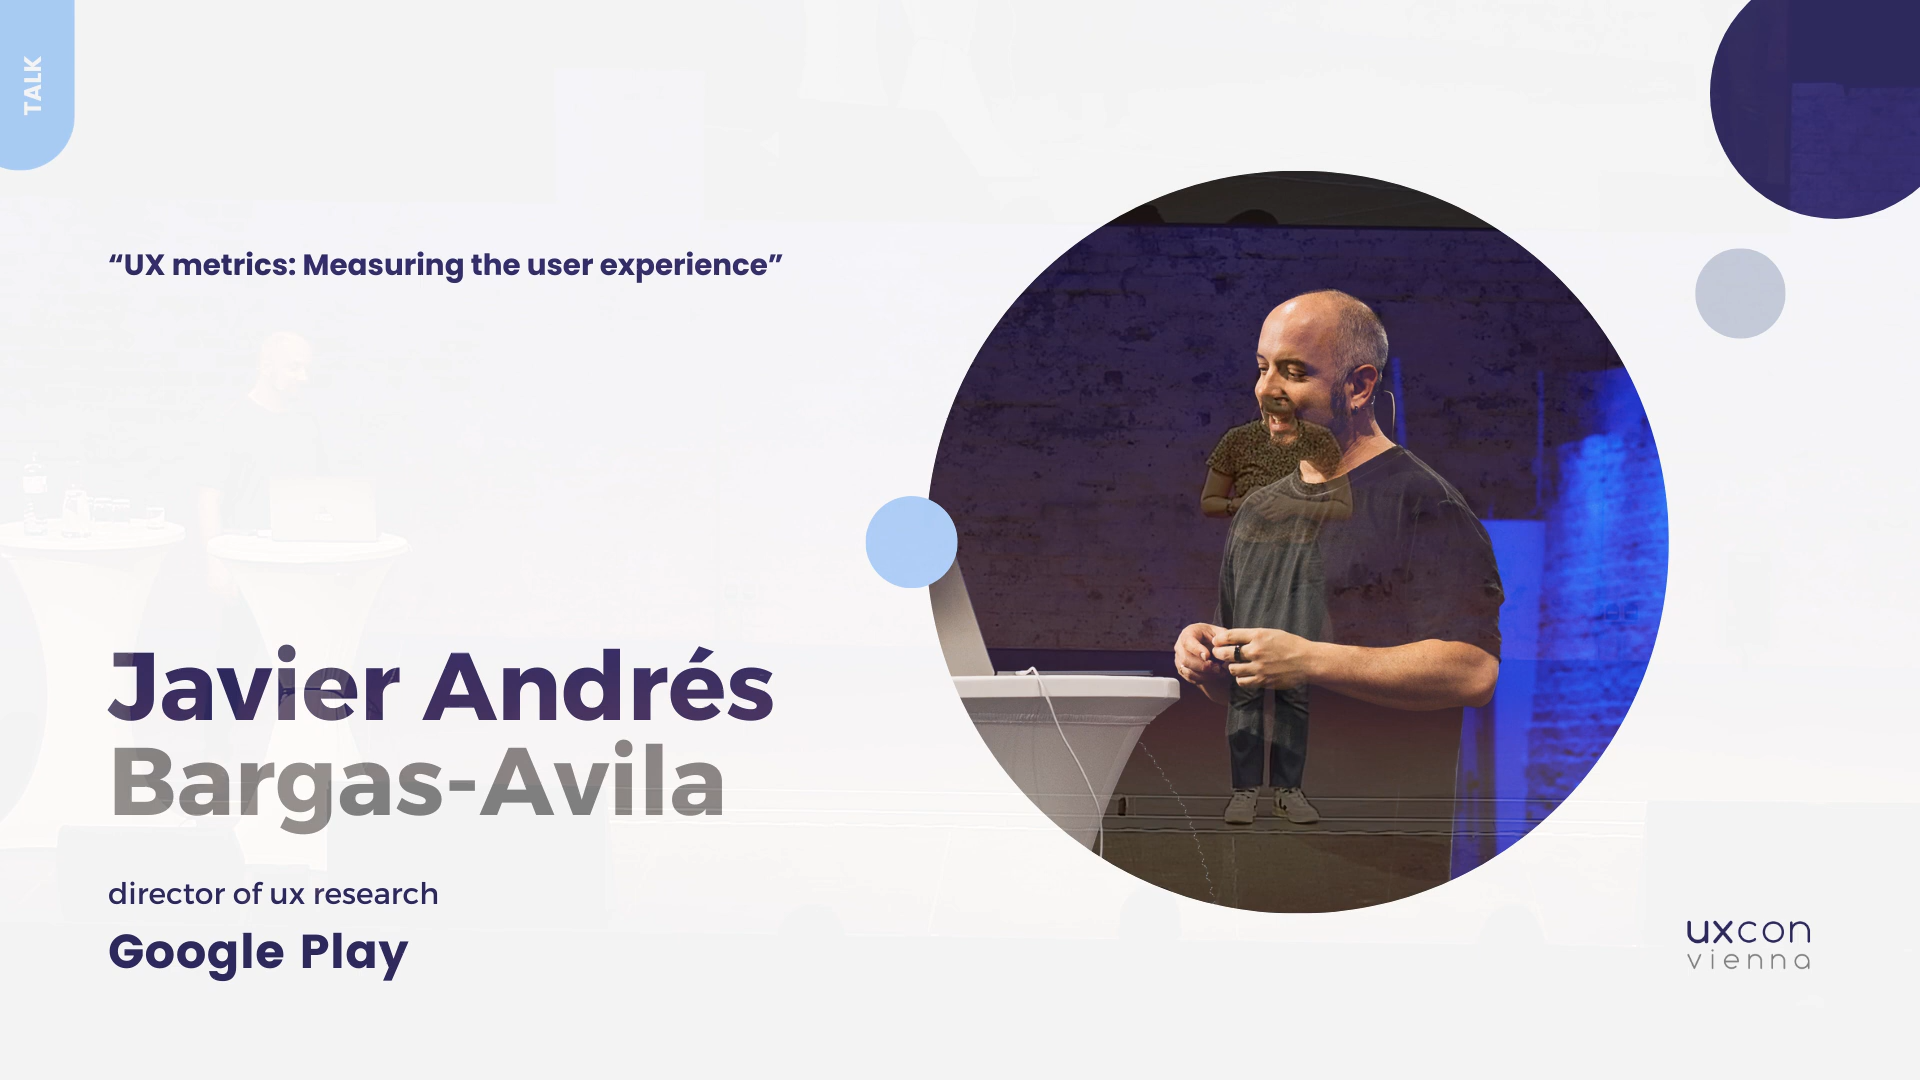 TALK
“UX metrics: Measuring the user experience”
Javier Andrés
Bargas-Avila
director of ux research
Google Play
uxcon
vienna